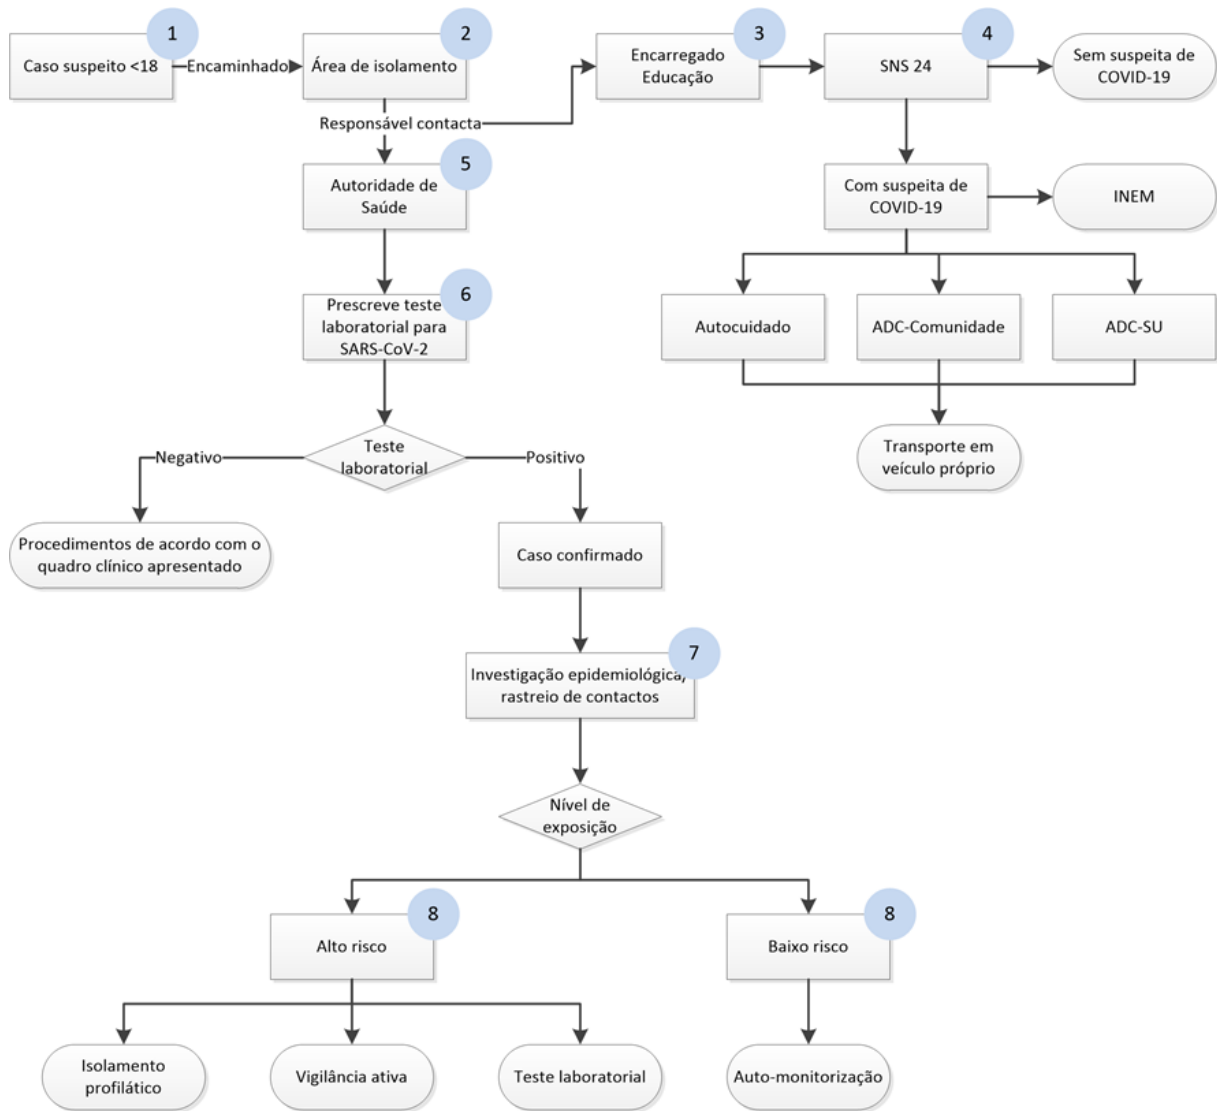 1
Caso suspeito <18
Encaminhado
2
Área de isolamento
3
Encarregado
Educação
4
SNS 24
Sem suspeita de
COVID-19
Responsável contacta
5
Autoridade de
Saúde
Com suspeita de
COVID-19
INEM
6
Prescreve teste
laboratorial para
SARS-CoV-2
Autocuidado
ADC-Comunidade
ADC-SU
Negativo
Teste
laboratorial
Positivo
Transporte em
veículo próprio
Procedimentos de acordo com o
quadro clínico apresentado
Caso confirmado
7
Investigação epidemiológica/
rastreio de contactos
Nível de
exposição
8
Alto risco
8
Baixo risco
Isolamento
profilático
Vigilância ativa
Teste laboratorial
Auto-monitorização